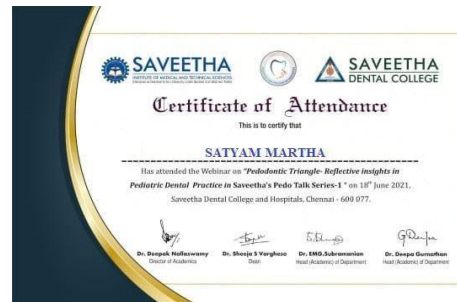 SAVEETHA
INSTITUTE OF MEDICAL AND TECHNICAL SCIENCES
SAVEETHA
DENTAL COLLEGE
Certificate of Attendance
This is to certify that
SATYAM MARTHA
Has attended the Webinar on "Pedodontic Triangle- Reflective insights in
Pediatric Dental Practice in Saveetha's Pedo Talk Series-1 " on 18th June 2021,
Saveetha Dental College and Hospitals, Chennai - 600 077.
Dr. Deepak Nallaswamy
Director of Academics
Dr. Sheeja S Varghese
Dean
Dr. EMG.Subramanian
Head (Academic) of Department
Dr. Deepa Gurnathan
Head (Academic) of Department